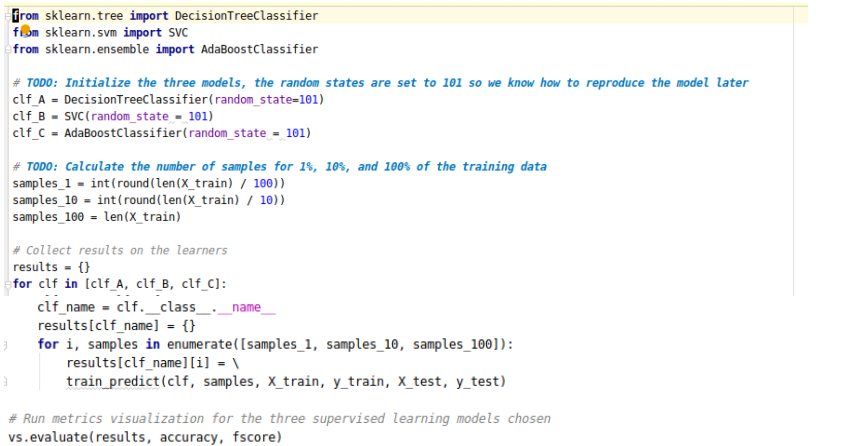 from sklearn.tree import DecisionTreeClassifier
from sklearn.svm import SVC
from sklearn.ensemble import AdaBoostClassifier
# TODO: Initialize the three models, the random states are set to 101 so we know how to reproduce the model later
clf_A = DecisionTreeClassifier(random_state=101)
clf_B = SVC(random_state = 101)
clf_C = AdaBoostClassifier(random_state = 101)
# TODO: Calculate the number of samples for 1%, 10%, and 100% of the training data
samples_1 = int(round(len(X_train) / 100))
samples_10 = int(round(len(X_train) / 10))
samples_100 = len(X_train)
# Collect results on the learners
results = {}
for clf in [clf_A, clf_B, clf_C]:
    clf_name = clf.__class__.__name__
    results[clf_name] = {}
    for i, samples in enumerate([samples_1, samples_10, samples_100]):
        results[clf_name][i] = \
        train_predict(clf, samples, X_train, y_train, X_test, y_test)
# Run metrics visualization for the three supervised learning models chosen
vs.evaluate(results, accuracy, fscore)